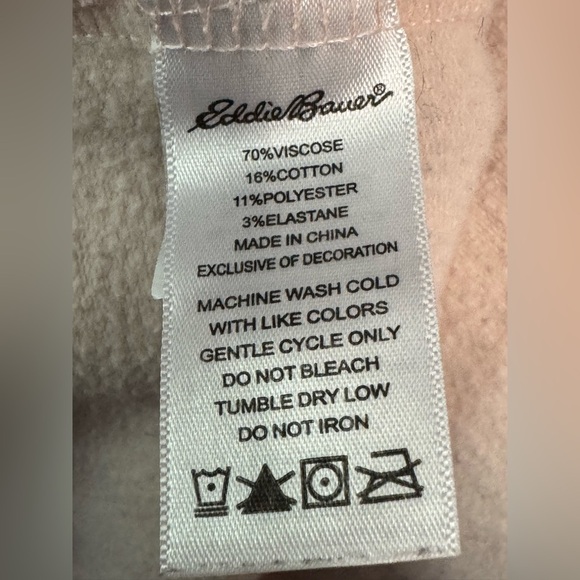 Eddie Bauer®
70%VISCOSE
16%COTTON
11%POLYESTER
3%ELASTANE
MADE IN CHINA
EXCLUSIVE OF DECORATION
MACHINE WASH COLD
WITH LIKE COLORS
GENTLE CYCLE ONLY
DO NOT BLEACH
TUMBLE DRY LOW
DO NOT IRON